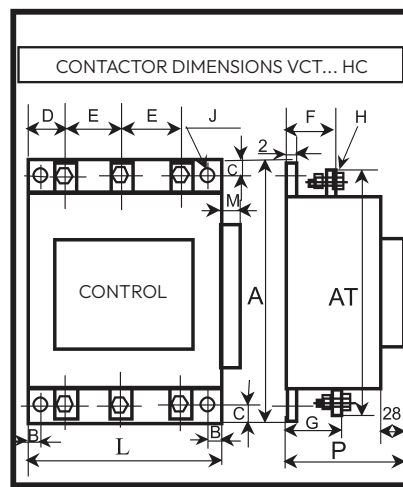 CONTACTOR DIMENSIONS VCT... HC
D E E J F H
2
C
M
CONTROL A AT
C
B B G 28
L P